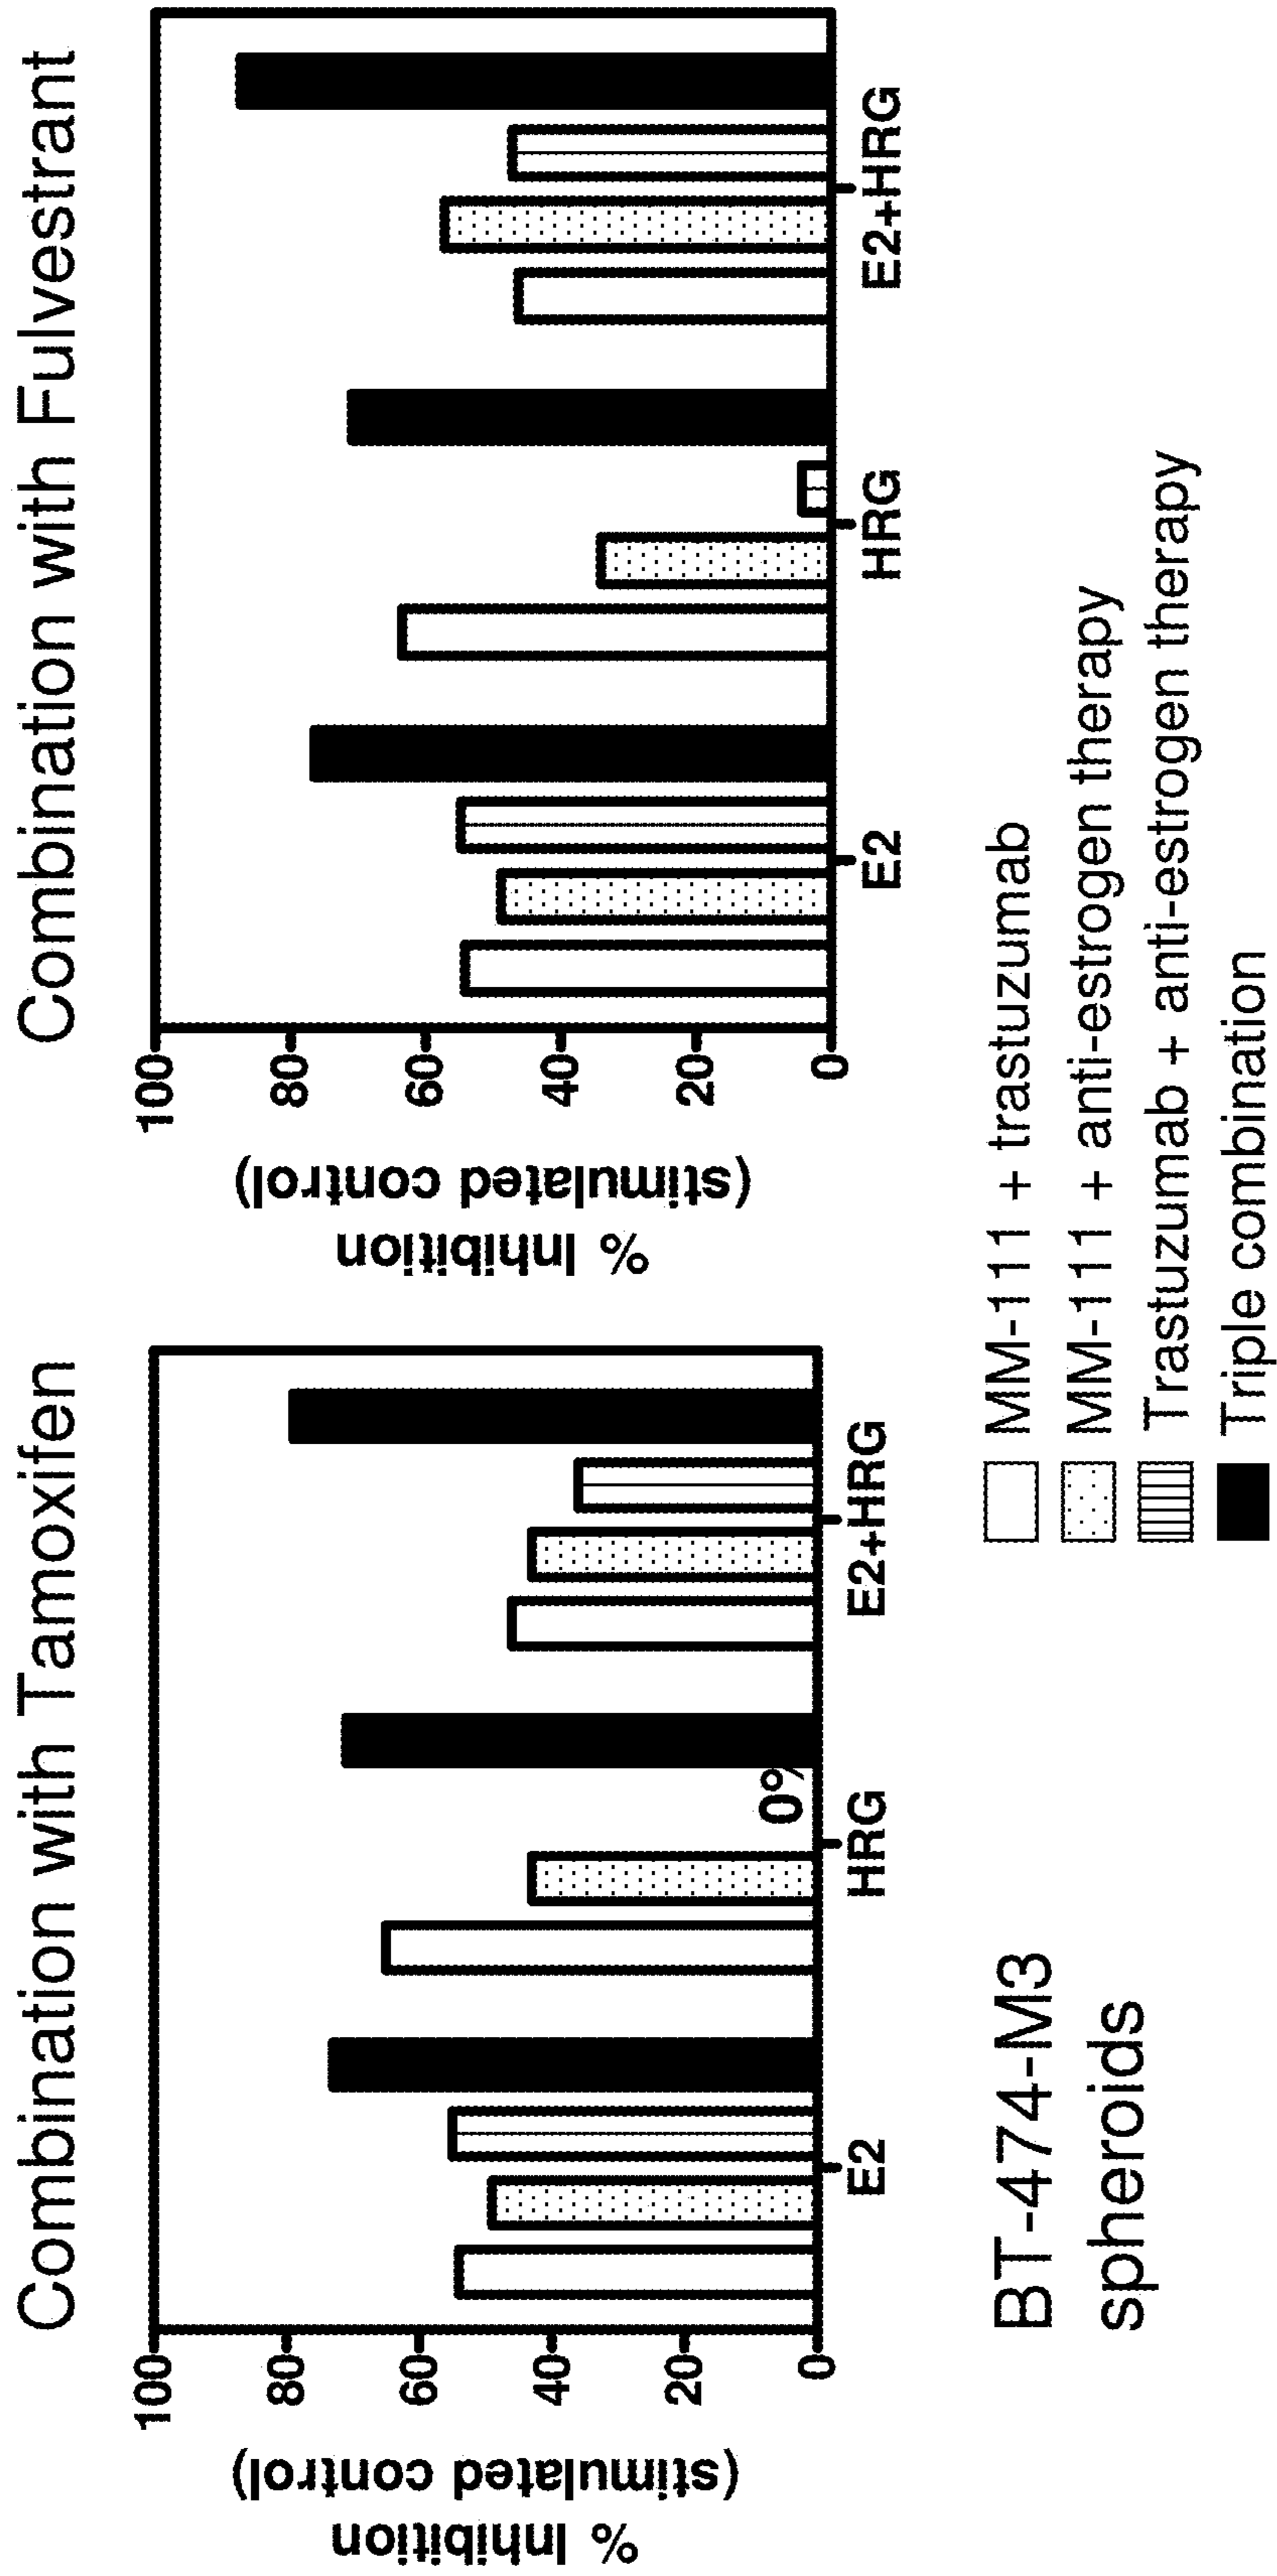 Combination with Tamoxifen
% Inhibition
(stimulated control)
100
80
60
40
20
0
0%
E2
HRG
E2+HRG
Combination with Fulvestrant
% Inhibition
(stimulated control)
100
80
60
40
20
0
E2
HRG
E2+HRG
BT-474-M3
spheroids
MM-111 + trastuzumab
MM-111 + anti-estrogen therapy
Trastuzumab + anti-estrogen therapy
Triple combination